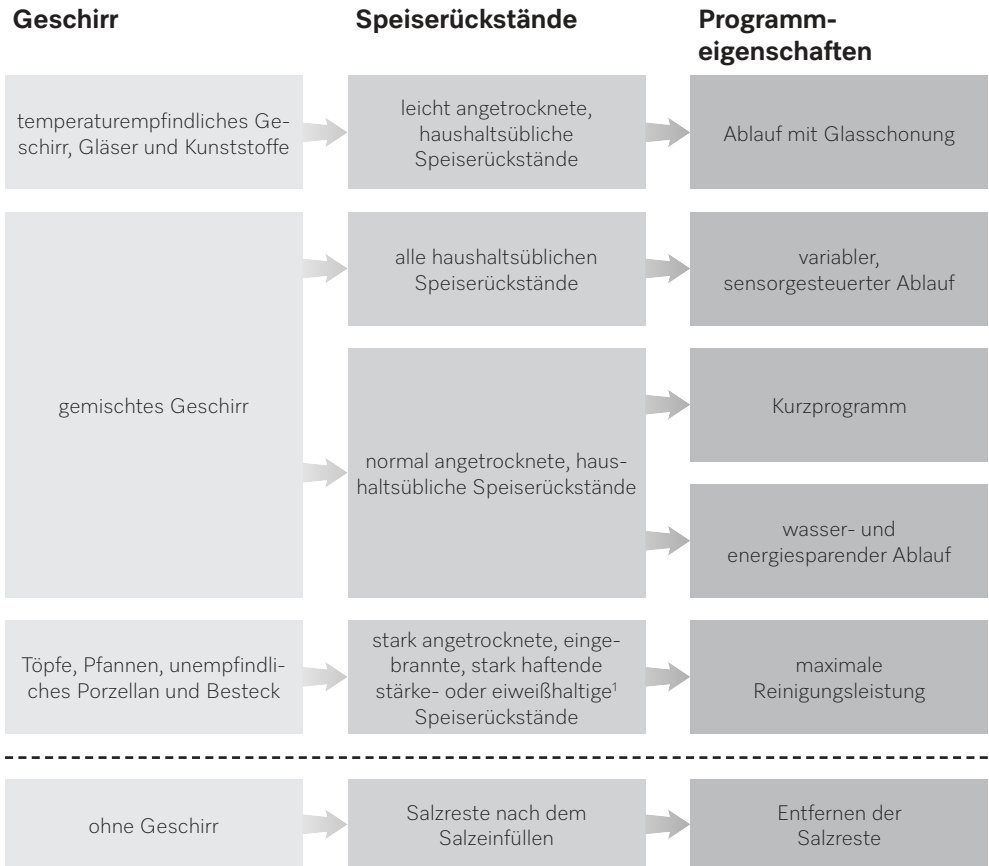 Geschirr
Speiserückstände
Programm-
eigenschaften
temperaturempfindliches Ge-
schirr, Gläser und Kunststoffe
leicht angetrocknete,
haushaltsübliche
Speiserückstände
Ablauf mit Glasschonung
gemischtes Geschirr
alle haushaltsüblichen
Speiserückstände
variabler,
sensorgesteuerter Ablauf
normal angetrocknete, haus-
haltsübliche Speiserückstände
Kurzprogramm
wasser- und
energiesparender Ablauf
Töpfe, Pfannen, unempfindli-
ches Porzellan und Besteck
stark angetrocknete, einge-
brannte, stark haftende
stärke- oder eiweißhaltige¹
Speiserückstände
maximale
Reinigungsleistung
ohne Geschirr
Salzreste nach dem
Salzeinfüllen
Entfernen der
Salzreste